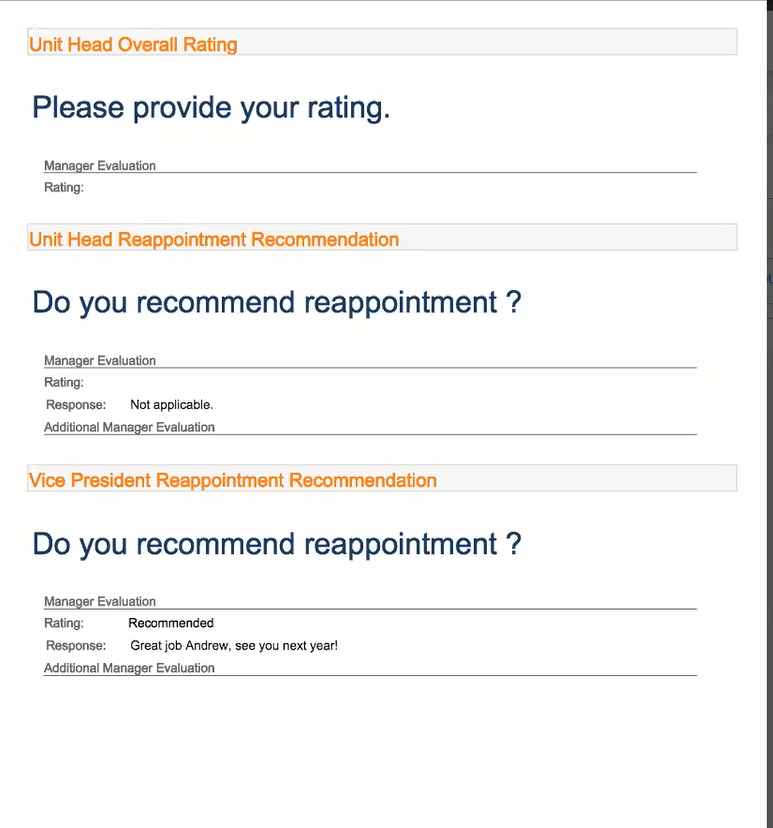 Unit Head Overall Rating
Please provide your rating.
Manager Evaluation
Rating:
Unit Head Reappointment Recommendation
Do you recommend reappointment ?
Manager Evaluation
Rating:
Response: Not applicable.
Additional Manager Evaluation
Vice President Reappointment Recommendation
Do you recommend reappointment ?
Manager Evaluation
Rating: Recommended
Response: Great job Andrew, see you next year!
Additional Manager Evaluation